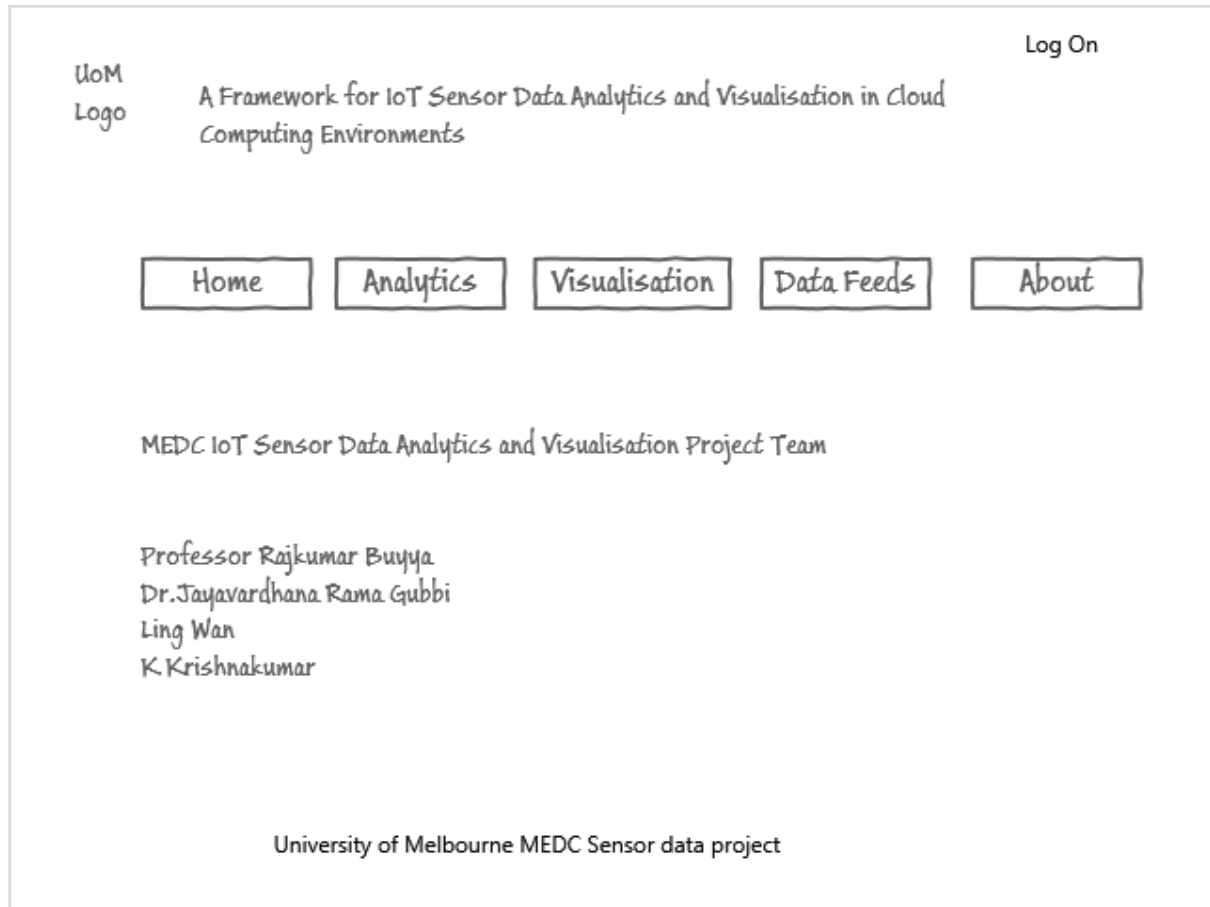 Log On
UoM
Logo
A Framework for IoT Sensor Data Analytics and Visualisation in Cloud
Computing Environments
Home
Analytics
Visualisation
Data Feeds
About
MEDC IoT Sensor Data Analytics and Visualisation Project Team
Professor Rajkumar Buyya
Dr.Jayavardhana Rama Gubbi
Ling Wan
K Krishnakumar
University of Melbourne MEDC Sensor data project